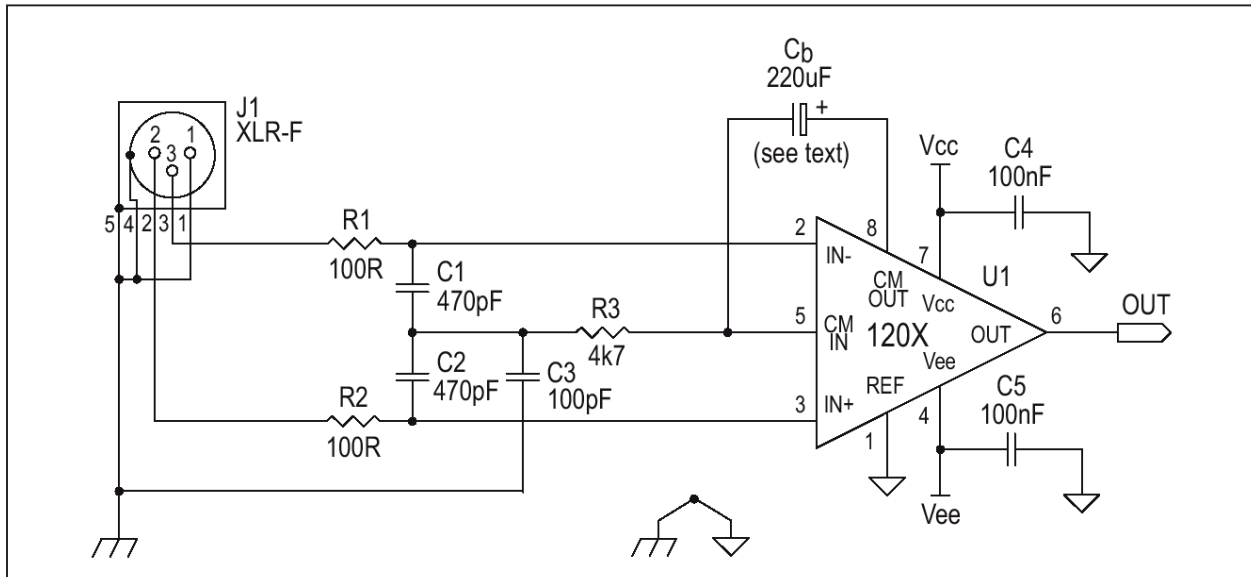 Cb
220uF
+
(see text)
J1
XLR-F
2
1
3
5
4
2
3
1
R1
100R
C1
470pF
R3
4k7
C2
470pF
C3
100pF
R2
100R
Vcc
C4
100nF
2
IN-
8
CM
OUT
7
Vcc
U1
5
CM
IN
120X
OUT
6
OUT
Vee
3
IN+
REF
1
4
C5
100nF
Vee